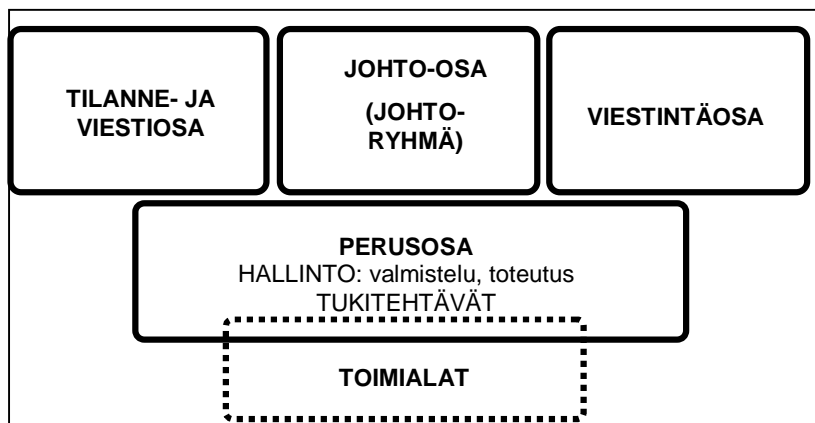 TILANNE- JA
VIESTIOSA
JOHTO-OSA
(JOHTO-
RYHMÄ)
VIESTINTÄOSA
PERUSOSA
HALLINTO: valmistelu, toteutus
TUKITEHTÄVÄT
TOIMIALAT